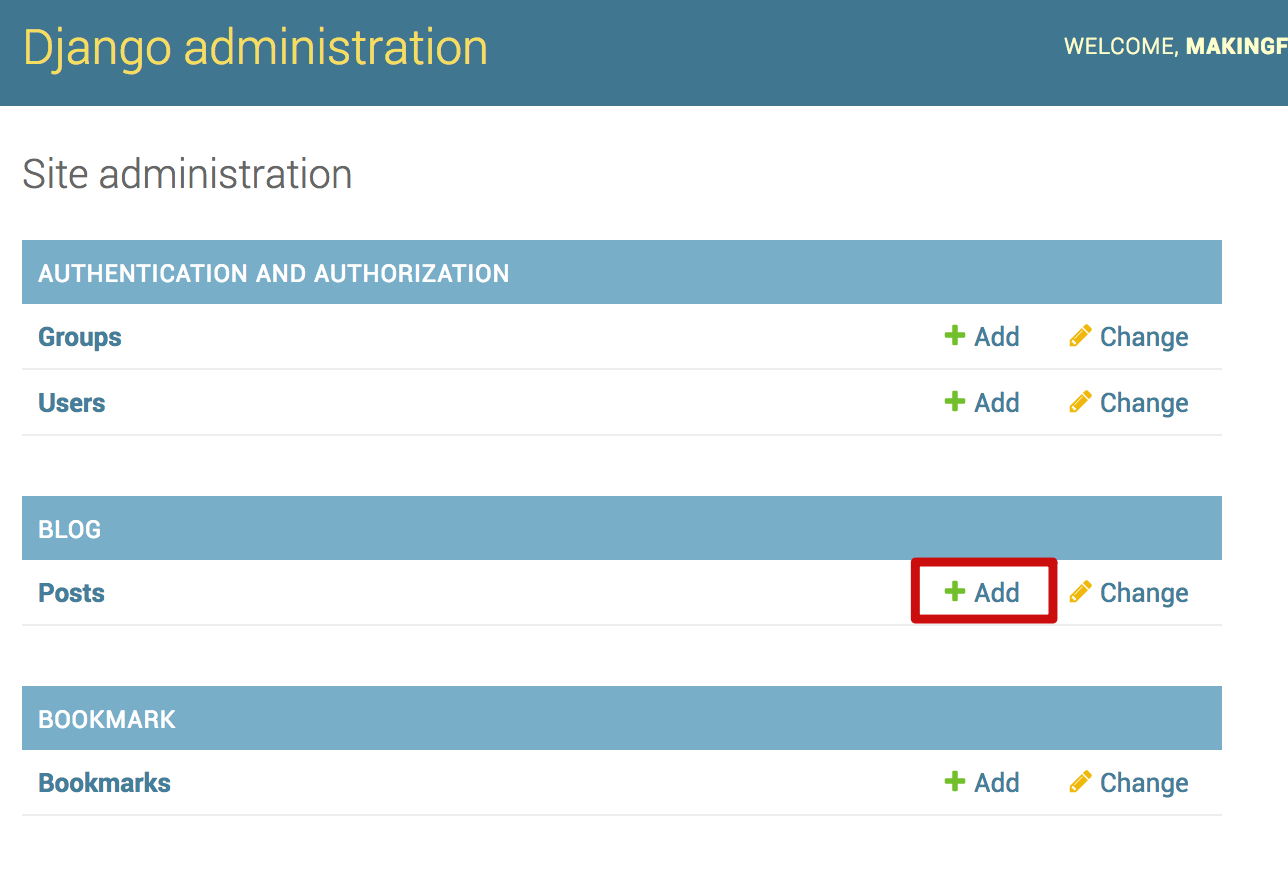 Django administration
WELCOME, MAKINGF
Site administration
AUTHENTICATION AND AUTHORIZATION
Groups Add Change
Users Add Change
BLOG
Posts Add Change
BOOKMARK
Bookmarks Add Change